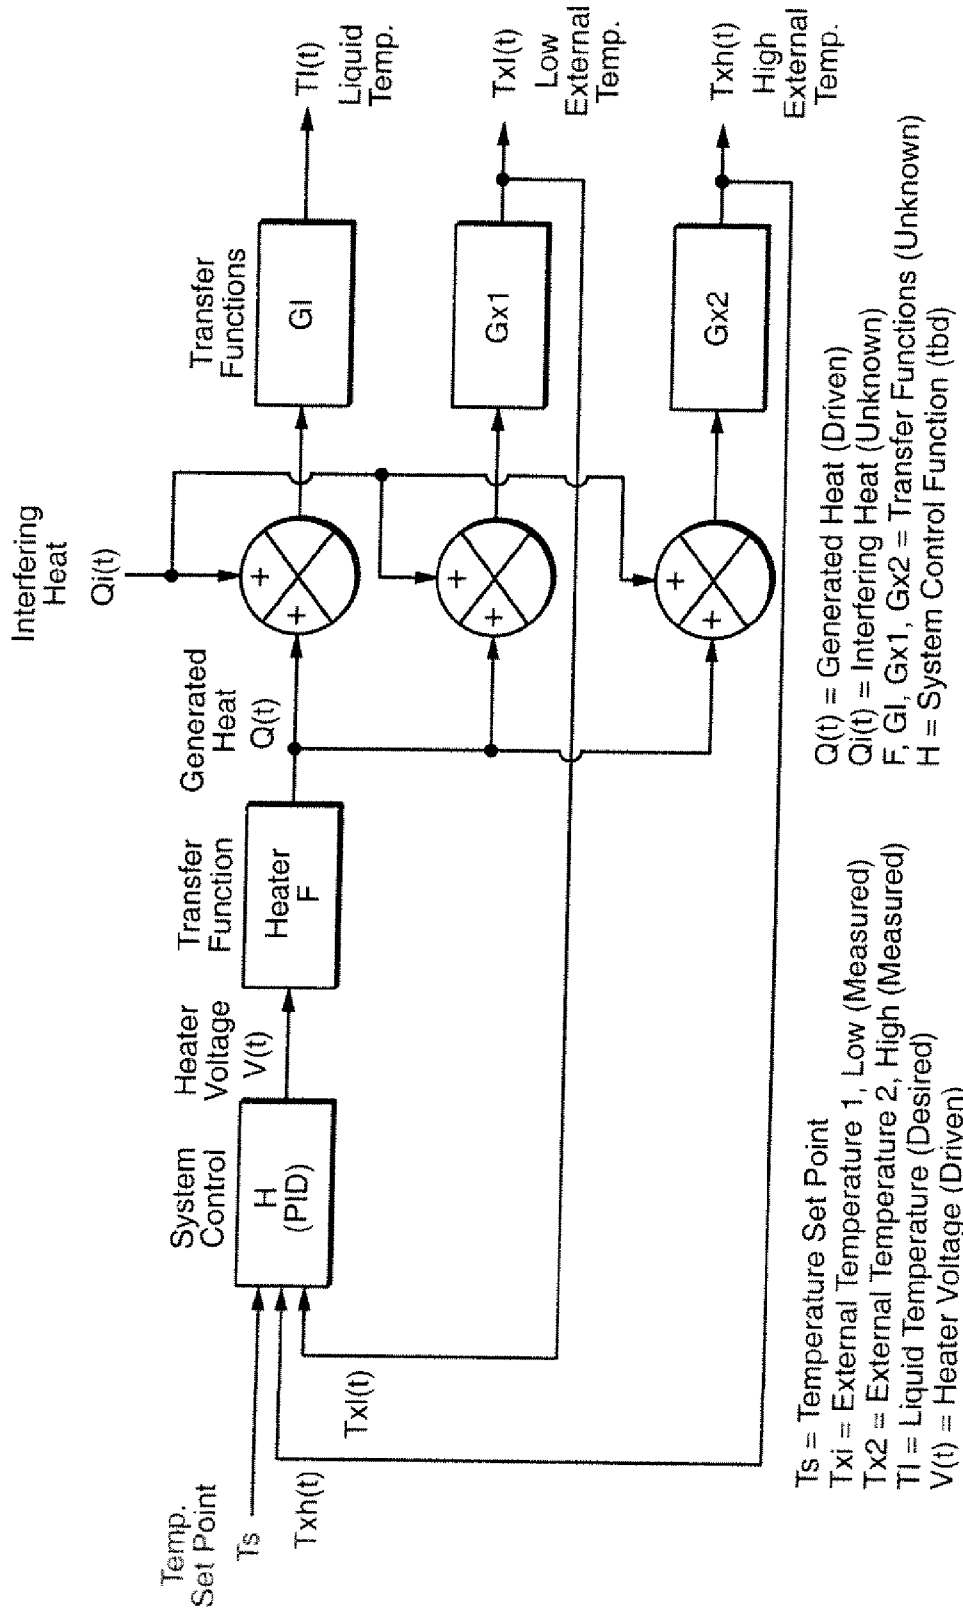 Interfering
Heat
Qi(t)
Temp.
Set Point
Ts
Txh(t)
Txl(t)
System
Control
H
(PID)
Heater
Voltage
V(t)
Transfer
Function
Heater
F
Generated
Heat
Q(t)
+
+
+
+
+
+
Transfer
Functions
Gl
Gx1
Gx2
Tl(t)
Liquid
Temp.
Txl(t)
Low
External
Temp.
Txh(t)
High
External
Temp.
Ts = Temperature Set Point
Txi = External Temperature 1, Low (Measured)
Tx2 = External Temperature 2, High (Measured)
Tl = Liquid Temperature (Desired)
V(t) = Heater Voltage (Driven)
Q(t) = Generated Heat (Driven)
Qi(t) = Interfering Heat (Unknown)
F, Gl, Gx1, Gx2 = Transfer Functions (Unknown)
H = System Control Function (tbd)